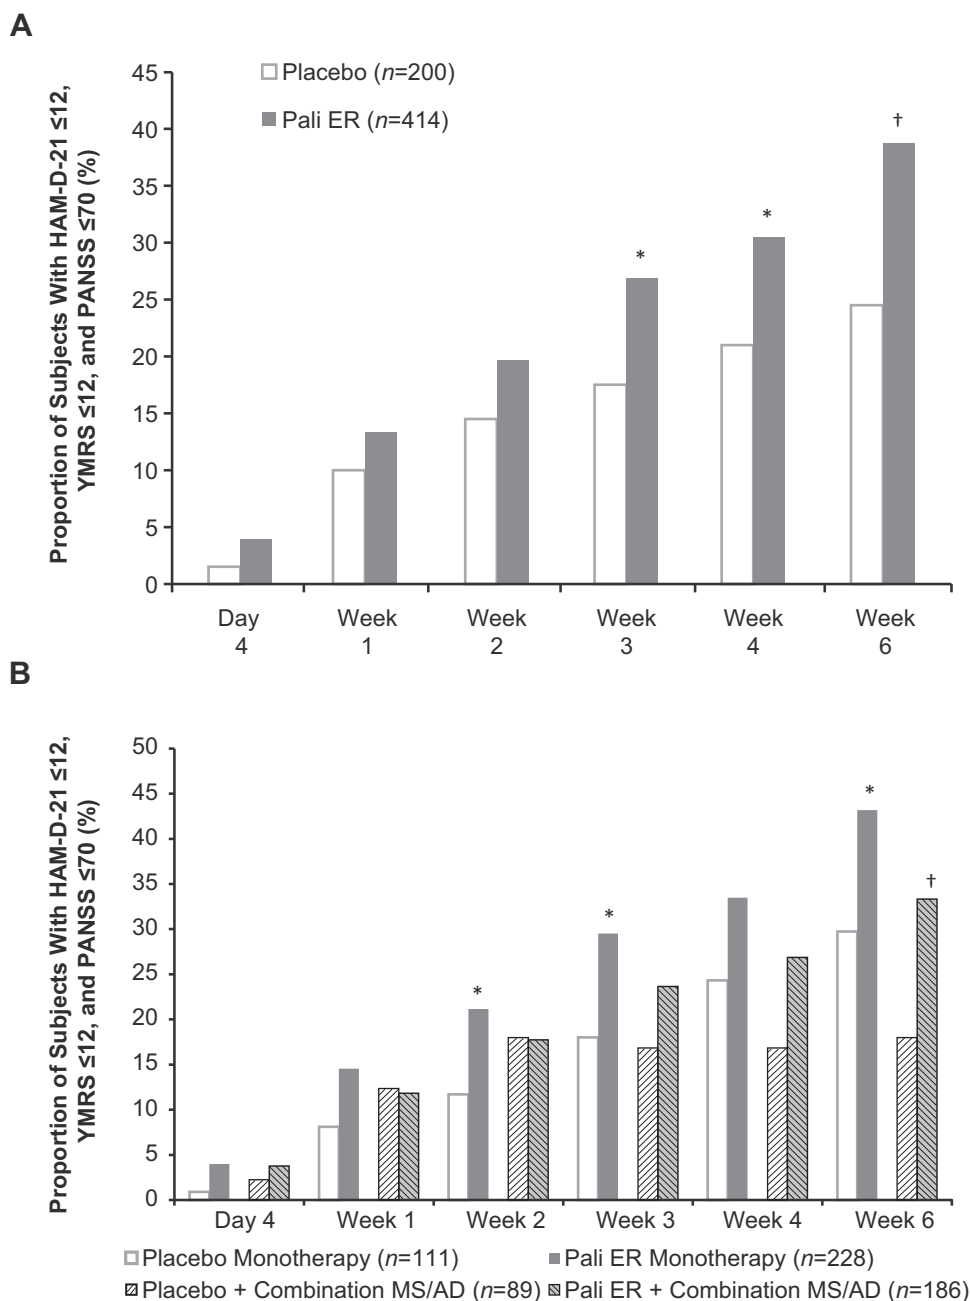 A
Proportion of Subjects With HAM-D-21 ≤12,
YMRS ≤12, and PANSS ≤70 (%)
Placebo (n=200)
Pali ER (n=414)
45
40
35
30
25
20
15
10
5
0
*
*
†
Day
4
Week
1
Week
2
Week
3
Week
4
Week
6
B
Proportion of Subjects With HAM-D-21 ≤12,
YMRS ≤12, and PANSS ≤70 (%)
50
45
40
35
30
25
20
15
10
5
0
*
*
*
†
Day 4
Week 1
Week 2
Week 3
Week 4
Week 6
Placebo Monotherapy (n=111)
Pali ER Monotherapy (n=228)
Placebo + Combination MS/AD (n=89)
Pali ER + Combination MS/AD (n=186)